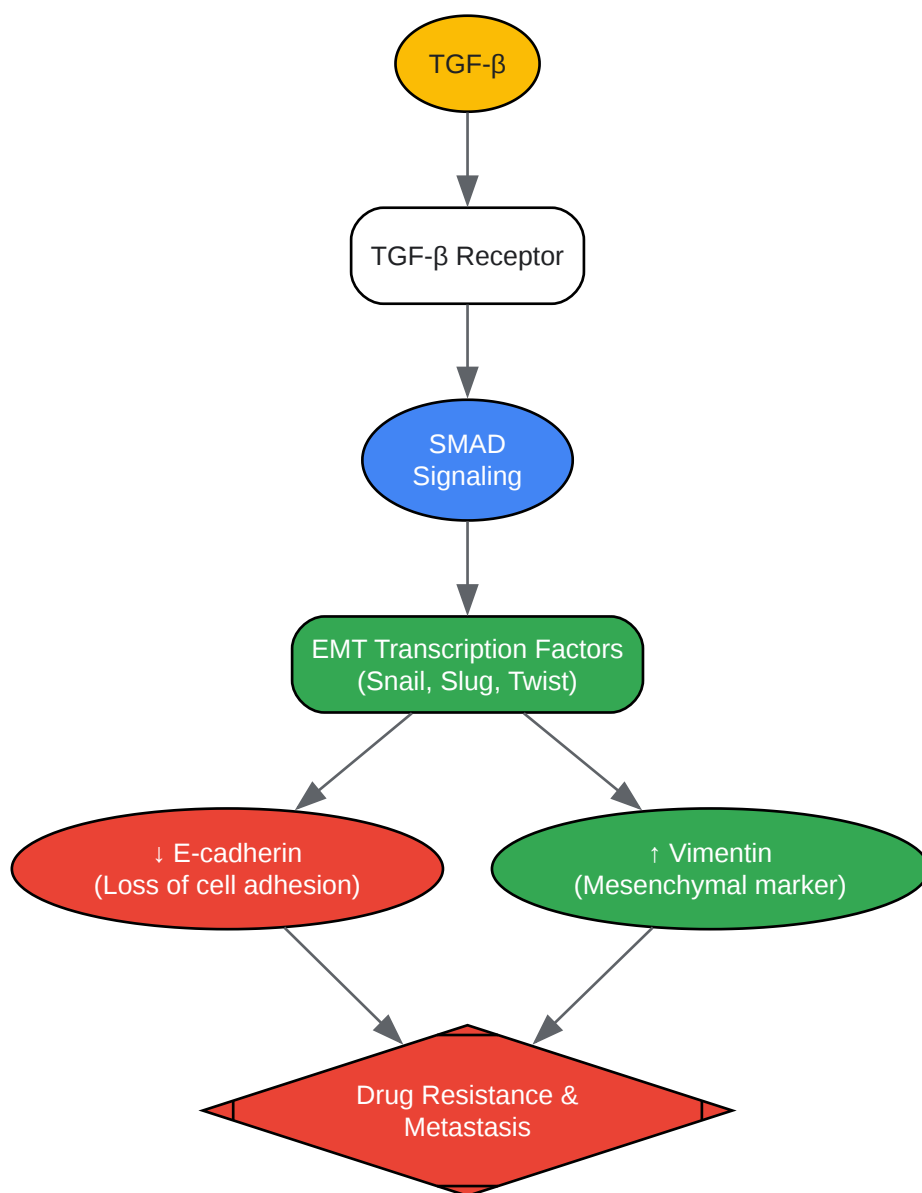 TGF-β
TGF-β Receptor
SMAD
Signaling
EMT Transcription Factors
(Snail, Slug, Twist)
↓ E-cadherin
(Loss of cell adhesion)
↑ Vimentin
(Mesenchymal marker)
Drug Resistance &
Metastasis